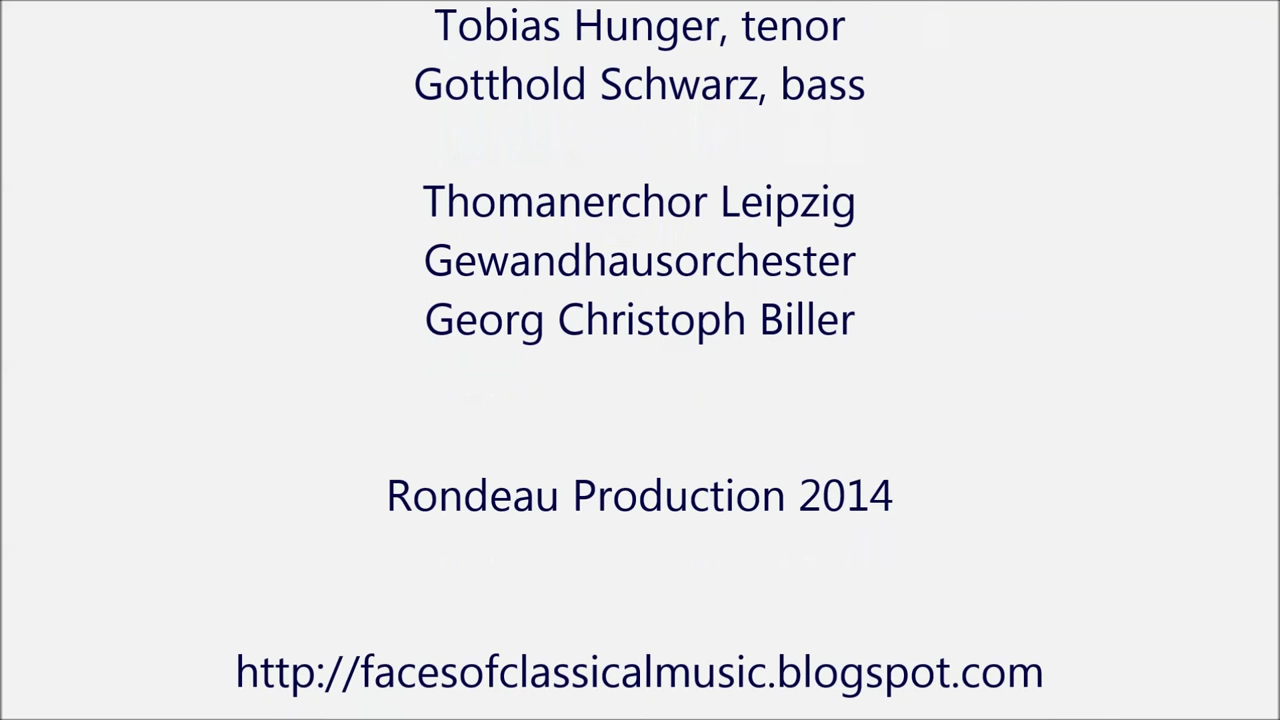 Tobias Hunger, tenor
Gotthold Schwarz, bass
Thomanerchor Leipzig
Gewandhausorchester
Georg Christoph Biller
Rondeau Production 2014
http://facesofclassicalmusic.blogspot.com